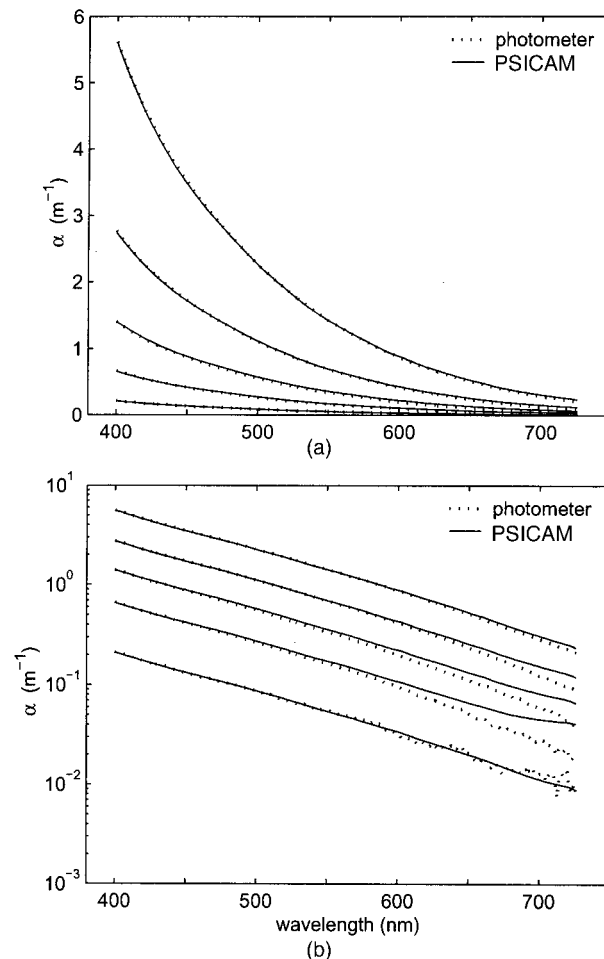 6
5
4
3
2
1
0
α (m⁻¹)
photometer
PSICAM
400 500 600 700
(a)
10¹
10⁰
10⁻¹
10⁻²
10⁻³
α (m⁻¹)
photometer
PSICAM
400 500 600 700
wavelength (nm)
(b)